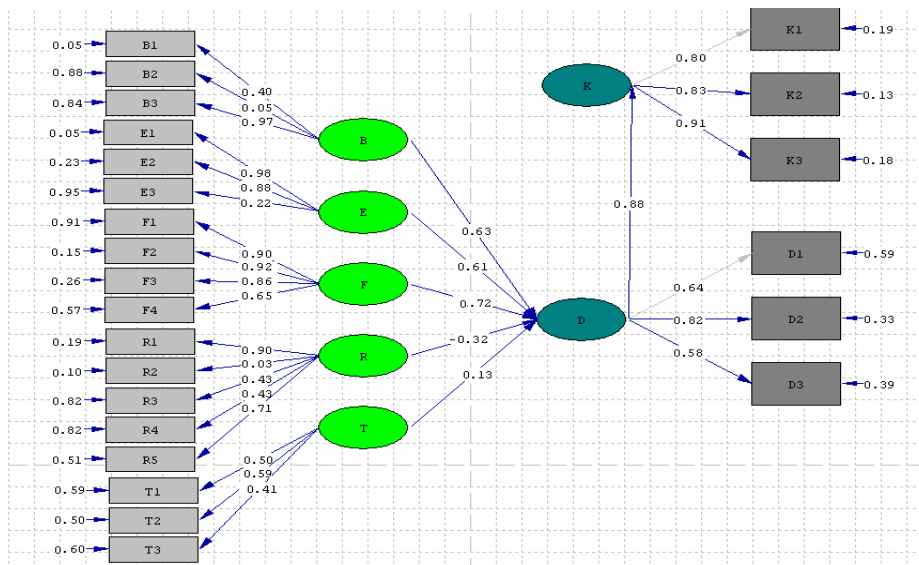 0.05 B1
0.88 B2
0.84 B3
0.05 E1
0.23 E2
0.95 E3
0.91 F1
0.15 F2
0.26 F3
0.57 F4
0.19 R1
0.10 R2
0.82 R3
0.82 R4
0.51 R5
0.59 T1
0.50 T2
0.60 T3
0.40
0.05
0.97
0.98
0.88
0.22
0.90
0.92
0.86
0.65
0.90
0.03
0.43
0.43
0.71
0.50
0.59
0.41
B
E
F
R
T
0.63
0.61
0.72
-0.32
0.13
K
0.88
D
0.80
0.83
0.91
0.64
0.82
0.58
K1 0.19
K2 0.13
K3 0.18
D1 0.59
D2 0.33
D3 0.39